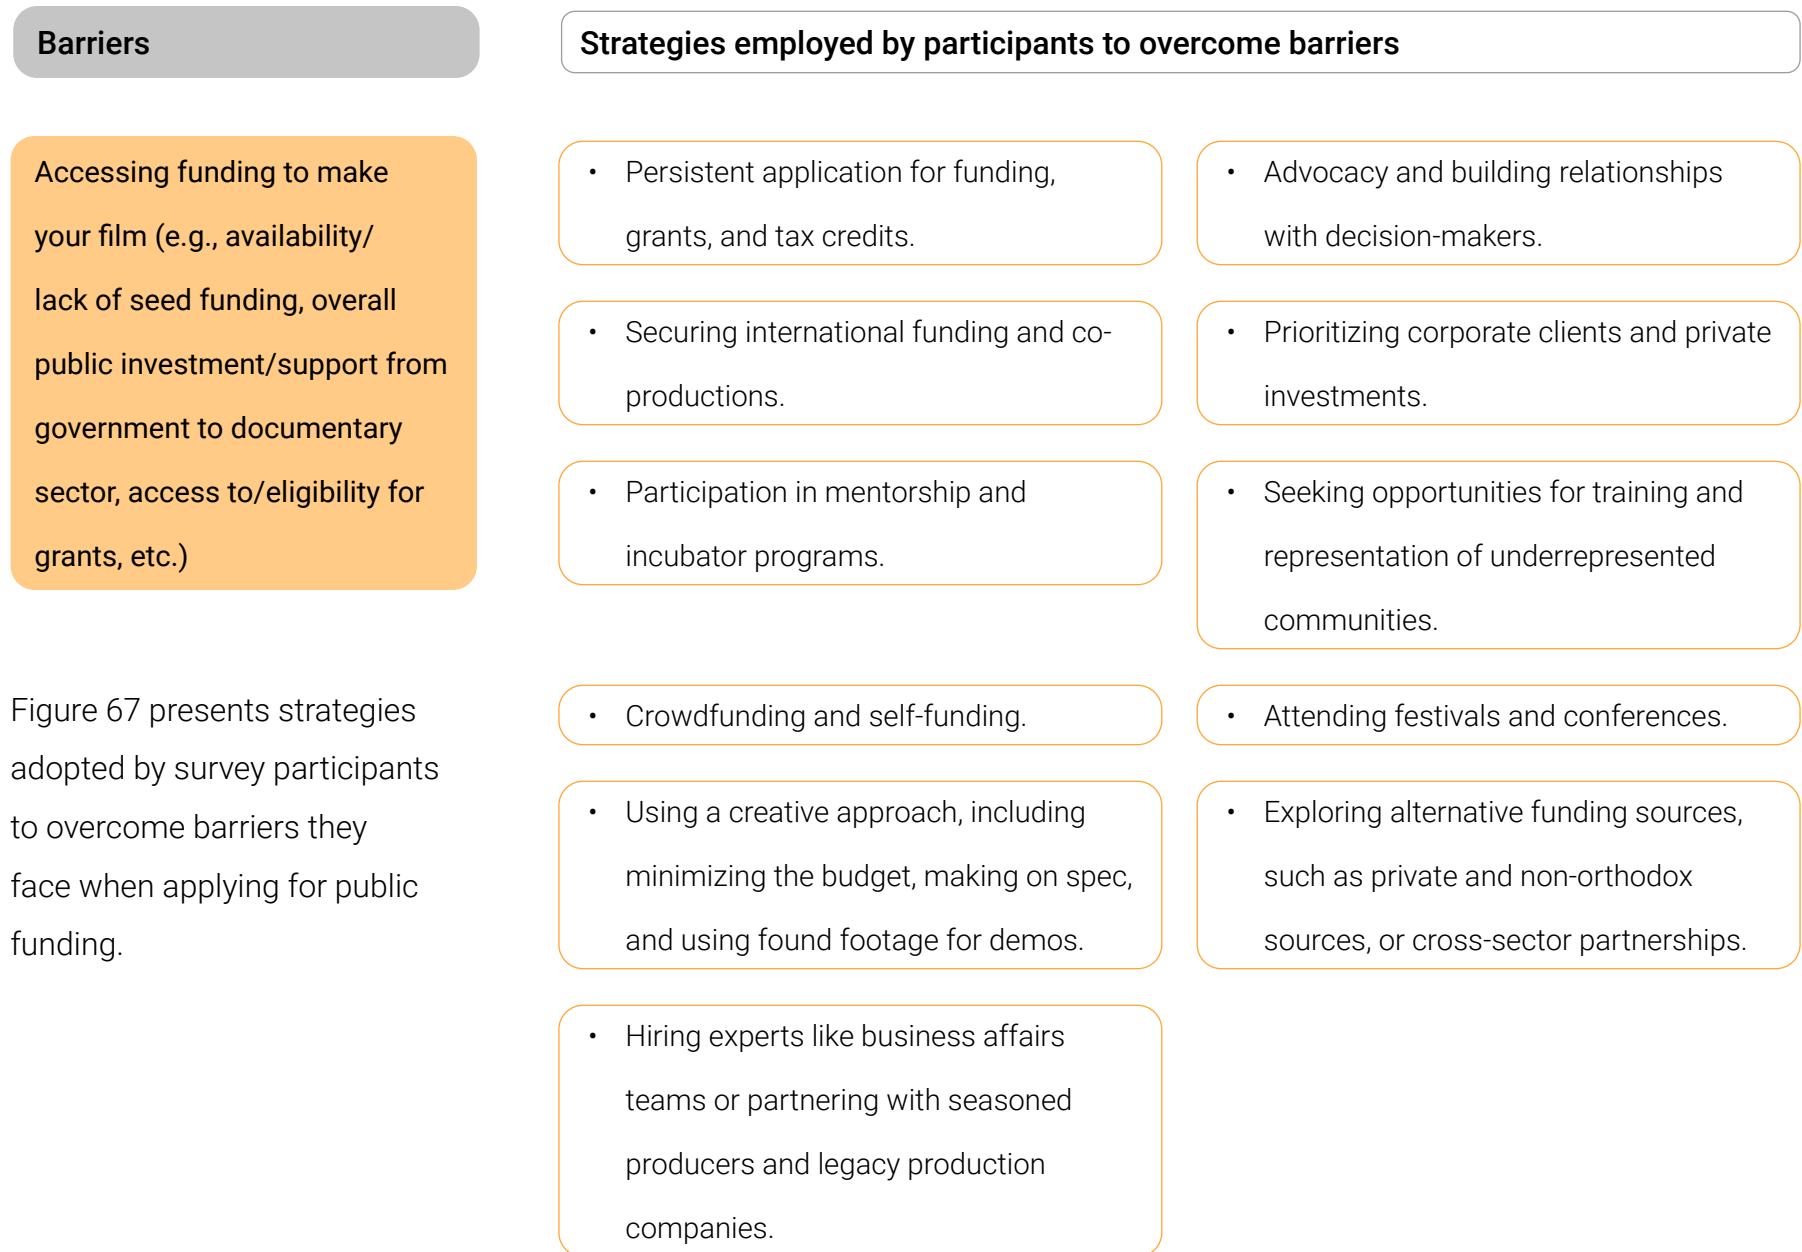 Barriers
Strategies employed by participants to overcome barriers
Accessing funding to make
your film (e.g., availability/
lack of seed funding, overall
public investment/support from
government to documentary
sector, access to/eligibility for
grants, etc.)
Figure 67 presents strategies
adopted by survey participants
to overcome barriers they
face when applying for public
funding.
• Persistent application for funding,
grants, and tax credits.
• Advocacy and building relationships
with decision-makers.
• Securing international funding and co-
productions.
• Prioritizing corporate clients and private
investments.
• Participation in mentorship and
incubator programs.
• Seeking opportunities for training and
representation of underrepresented
communities.
• Crowdfunding and self-funding.
• Attending festivals and conferences.
• Using a creative approach, including
minimizing the budget, making on spec,
and using found footage for demos.
• Exploring alternative funding sources,
such as private and non-orthodox
sources, or cross-sector partnerships.
• Hiring experts like business affairs
teams or partnering with seasoned
producers and legacy production
companies.